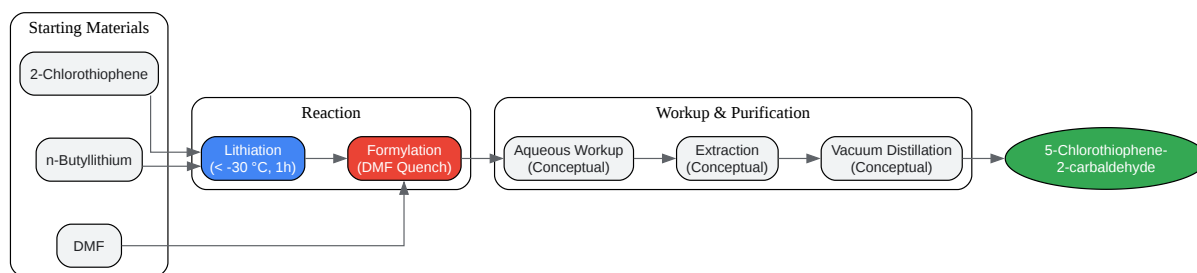 Starting Materials
2-Chlorothiophene
n-Butyllithium
DMF
Reaction
Lithiation
(< -30 °C, 1h)
Formylation
(DMF Quench)
Workup & Purification
Aqueous Workup
(Conceptual)
Extraction
(Conceptual)
Vacuum Distillation
(Conceptual)
5-Chlorothiophene-
2-carbaldehyde